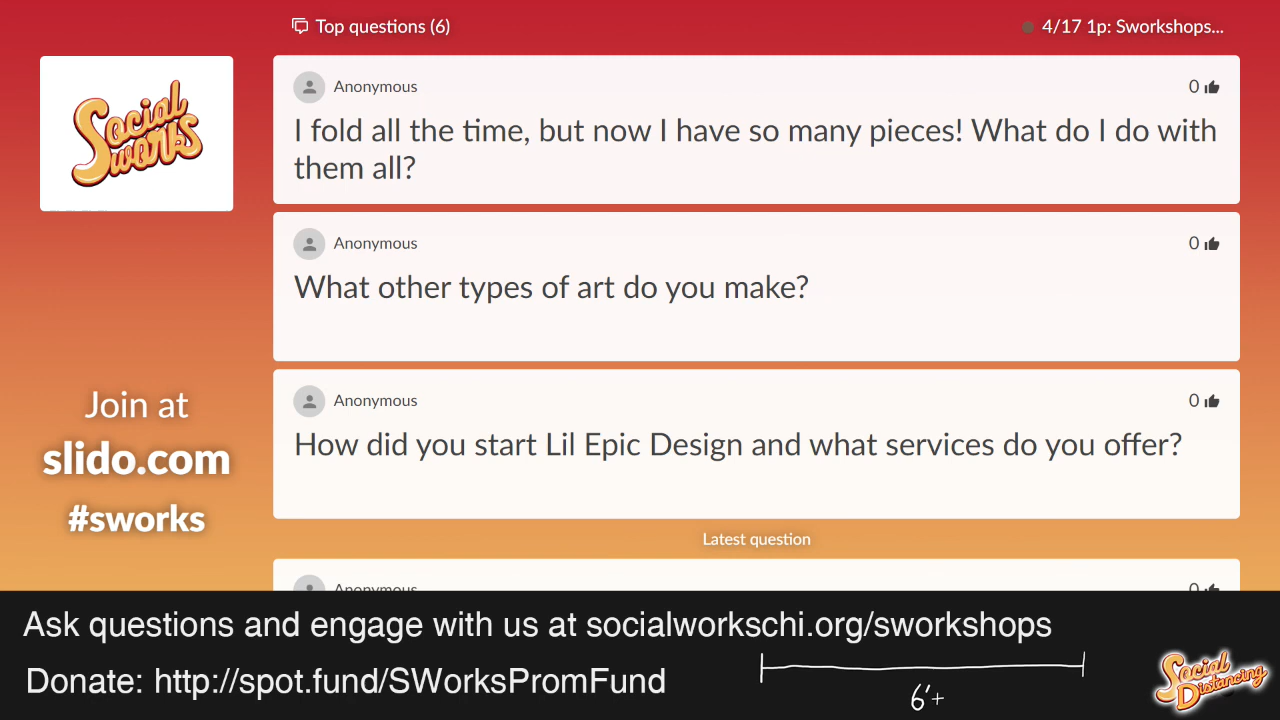 Top questions (6)
4/17 1p: Sworkshops...
Social
works
Anonymous
0
I fold all the time, but now I have so many pieces! What do I do with
them all?
Anonymous
0
What other types of art do you make?
Anonymous
0
How did you start Lil Epic Design and what services do you offer?
Join at
slido.com
#sworks
Latest question
Anonymous
0
Ask questions and engage with us at socialworkschi.org/sworkshops
Donate: http://spot.fund/SWorksPromFund
6'+
Social
Distancing